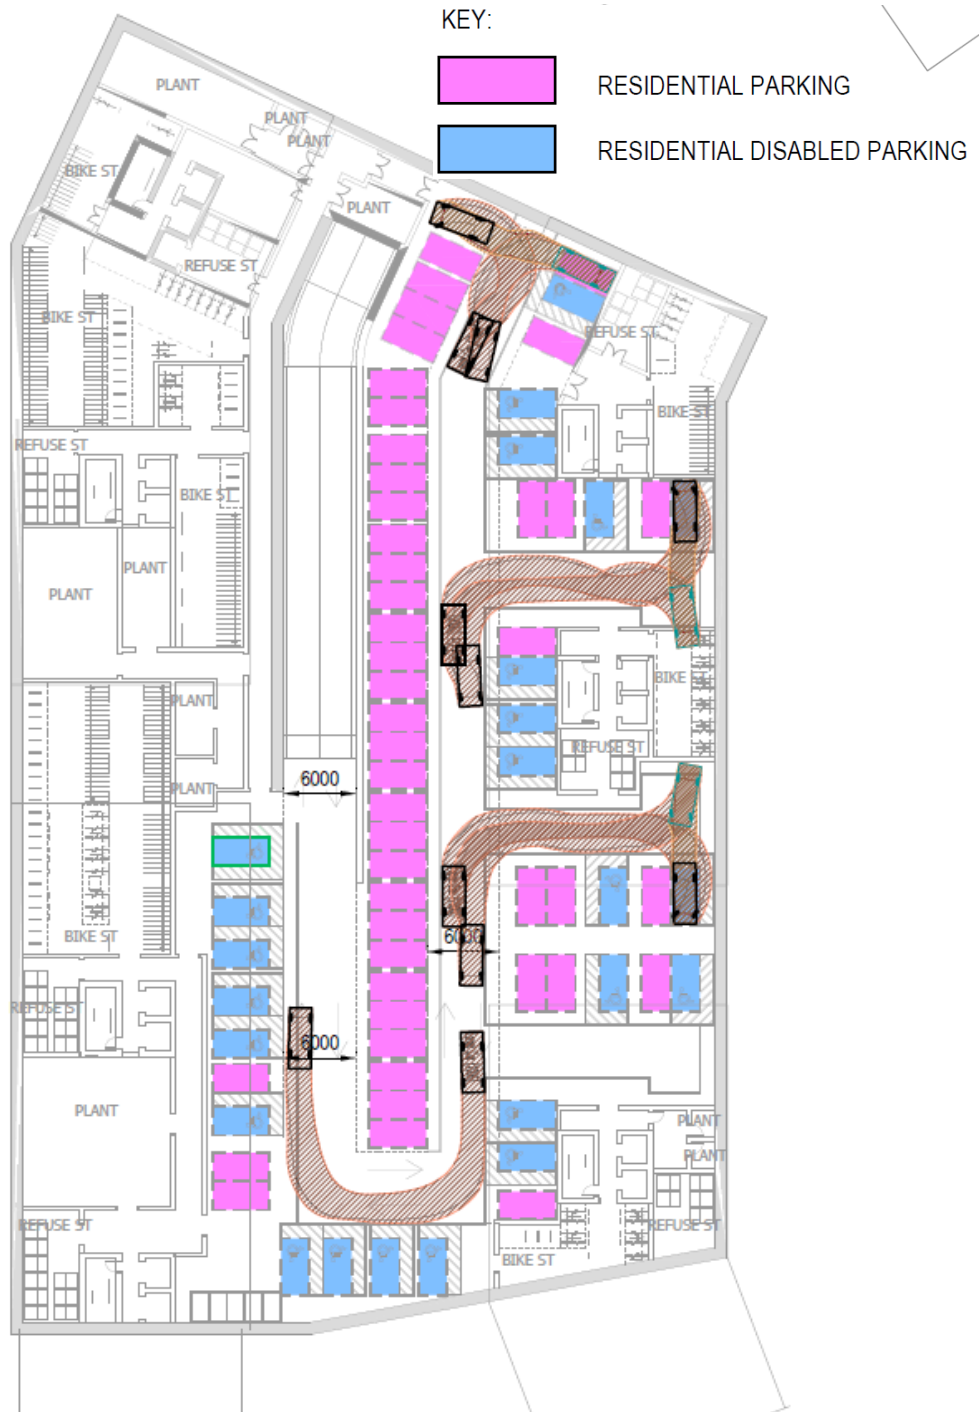 KEY:
RESIDENTIAL PARKING
RESIDENTIAL DISABLED PARKING
PLANT
PLANT
PLANT
BIKE ST
PLANT
REFUSE ST
BIKE ST
REFUSE ST
BIKE ST
REFUSE ST
BIKE ST
PLANT
PLANT
BIKE ST
PLANT
REFUSE ST
6000
PLANT
BIKE ST
6000
REFUSE ST
6000
PLANT
PLANT
PLANT
REFUSE ST
REFUSE ST
BIKE ST